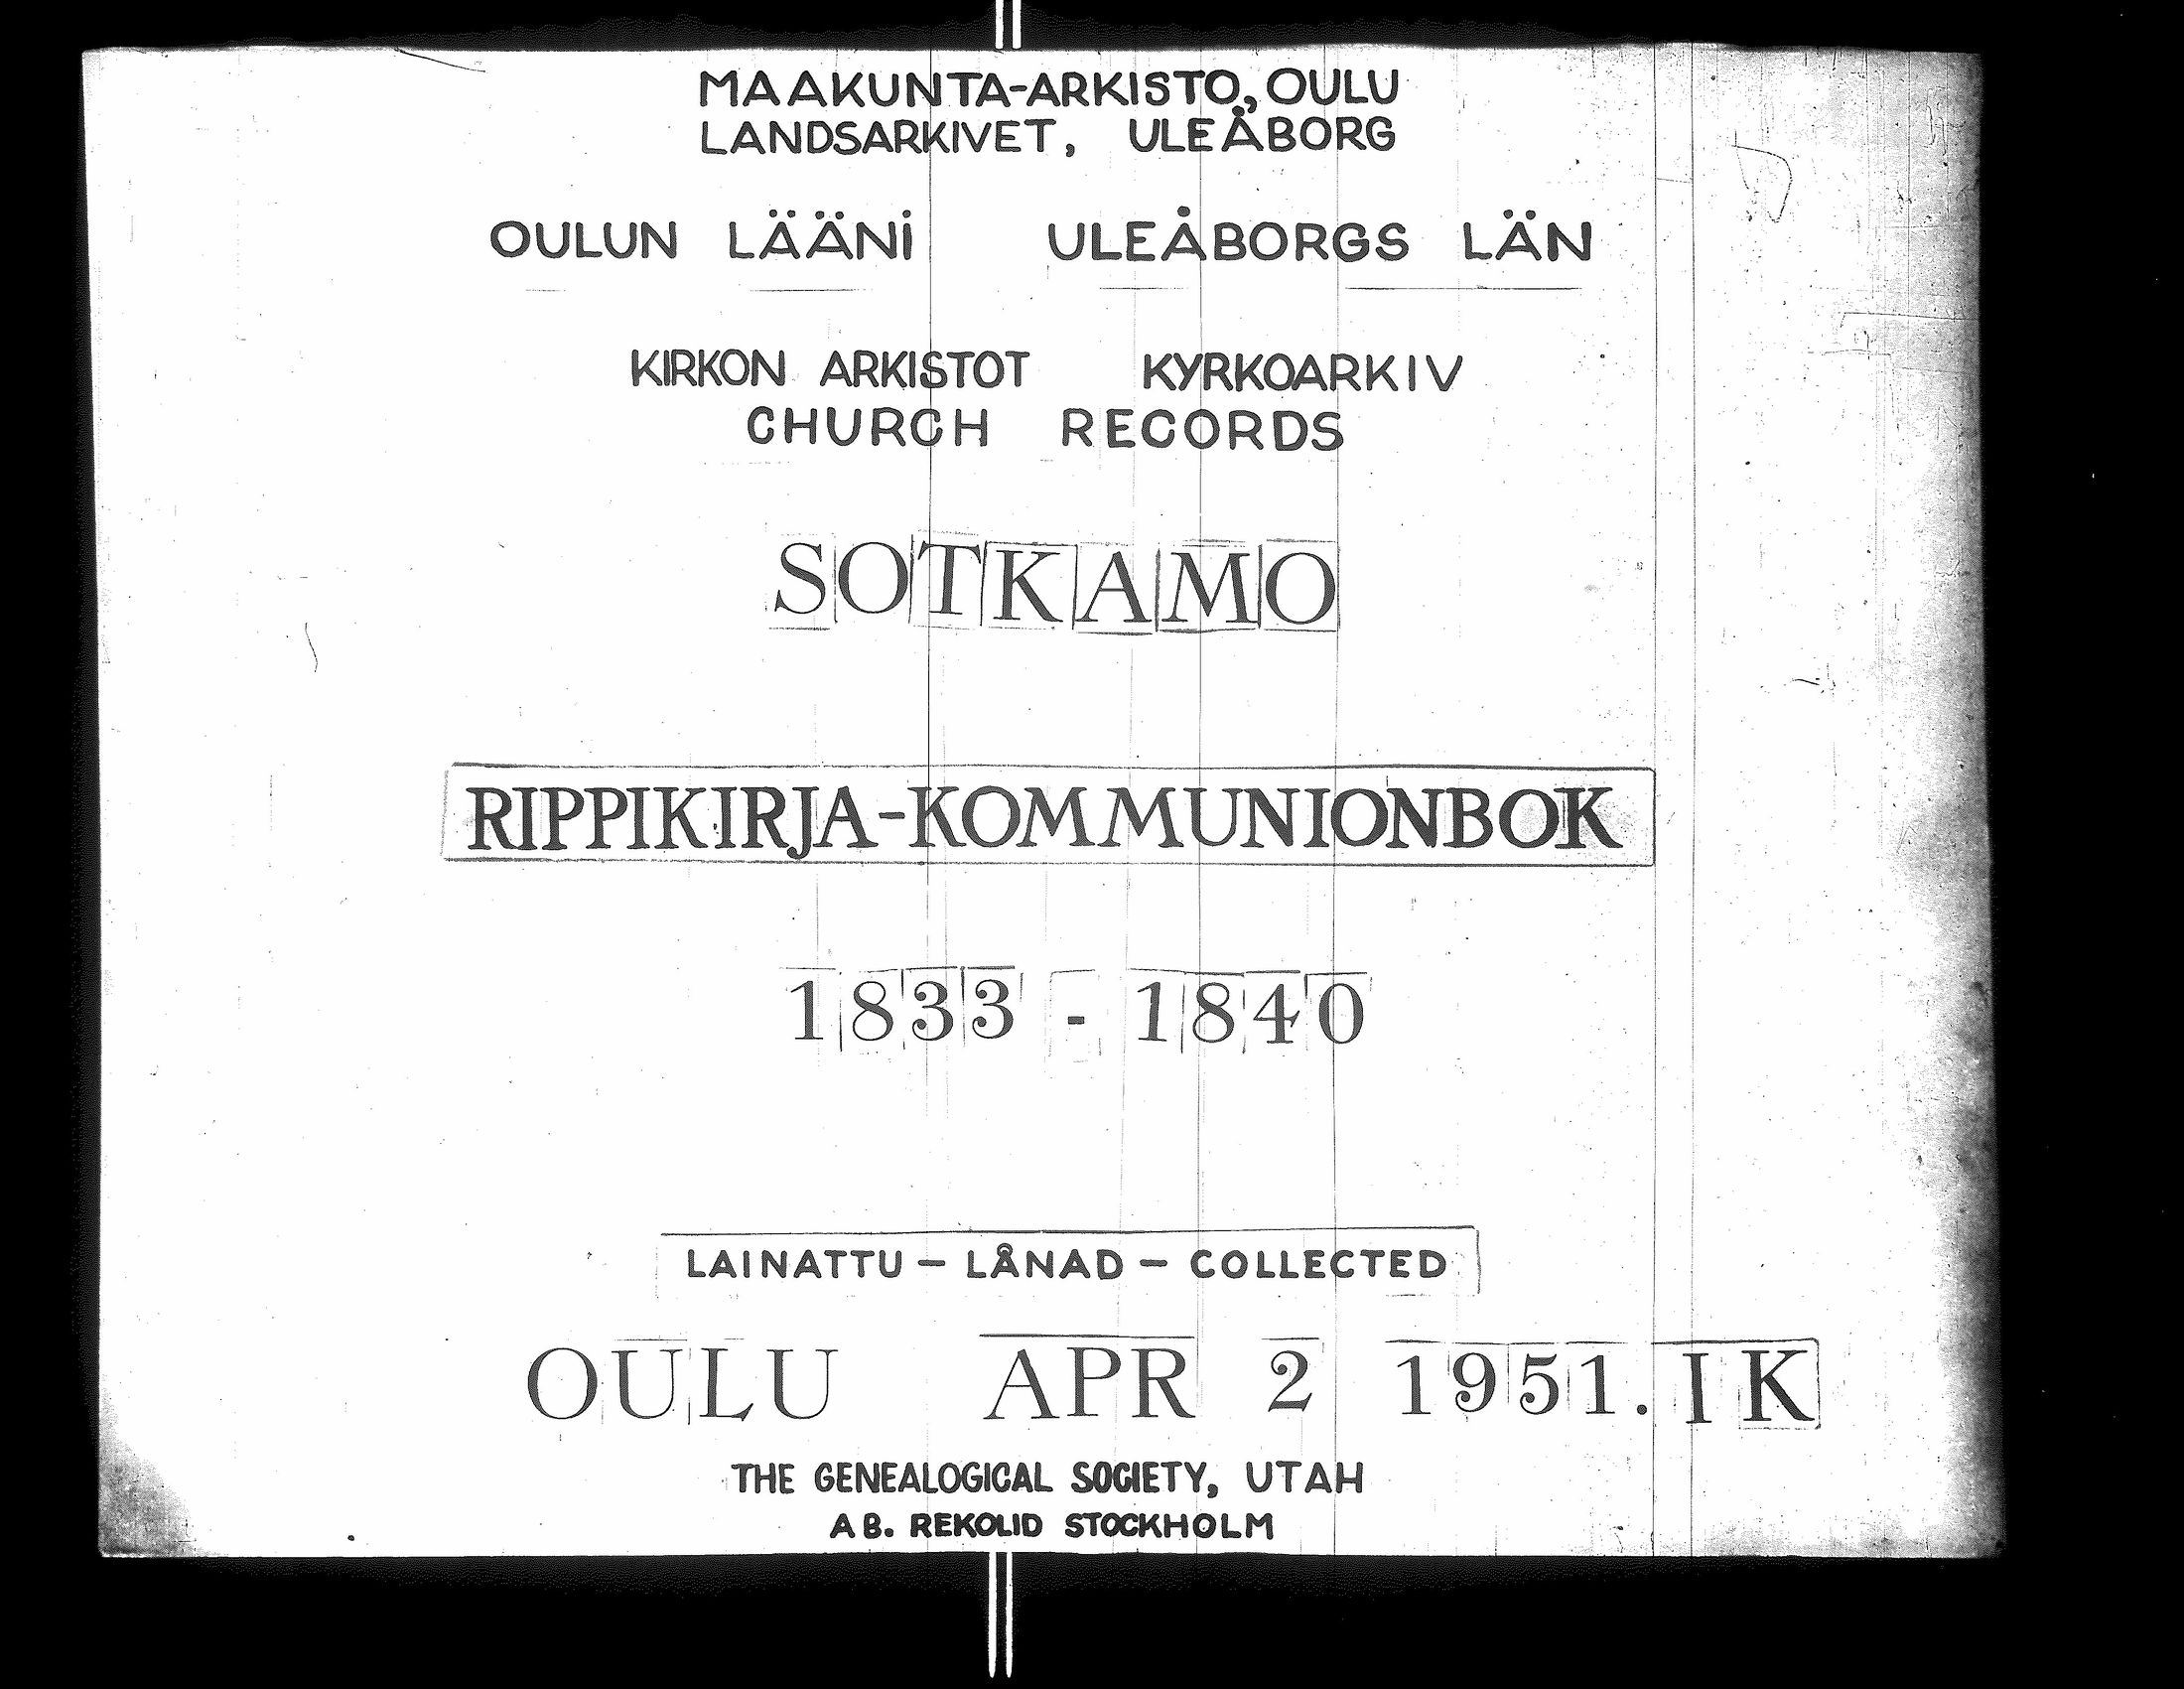 MAAKUNTA-ARKISTO, OULU
LANDSARKIVET, ULEÅBORG
OULUN LÄÄNI ULEÅBORGS LÄN
KIRKON ARKISTOT KYRKOARKIV
CHURCH RECORDS
SOTKAMO
RIPPIKIRJA-KOMMUNIONBOK
1833 - 1840
LAINATTU - LÅNAD - COLLECTED
OULU APR 2 1951. IK
THE GENEALOGICAL SOCIETY, UTAH
AB. REKOLID STOCKHOLM